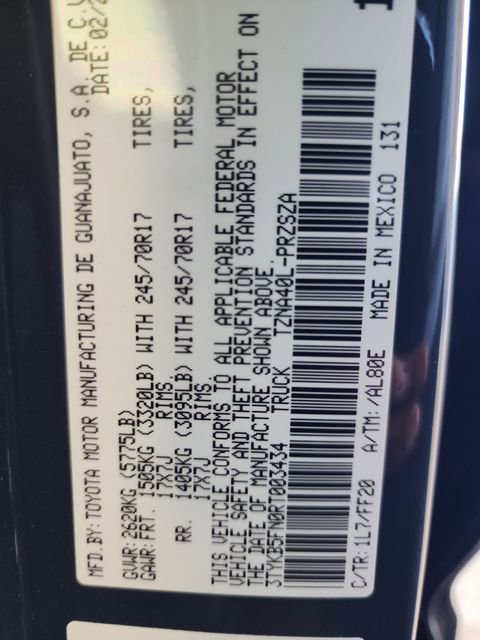 MFD.BY:TOYOTA MOTOR MANUFACTURING DE GUANAJUATO, S.A. DE C.V
DATE: 02/2
GVWR:2620KG (5775LB)
GAWR:FRT. 1505KG (3320LB) WITH 245/70R17 TIRES,
17X7J RIMS.
RR. 1405KG (3095LB) WITH 245/70R17 TIRES,
17X7J RIMS.
THIS VEHICLE CONFORMS TO ALL APPLICABLE FEDERAL MOTOR
VEHICLE SAFETY AND THEFT PREVENTION STANDARDS IN EFFECT ON
THE DATE OF MANUFACTURE SHOWN ABOVE.
TRUCK TZNA40L-PRZSZA
C/TR:1L7/FF20 A/TM:/AL80E MADE IN MEXICO 131